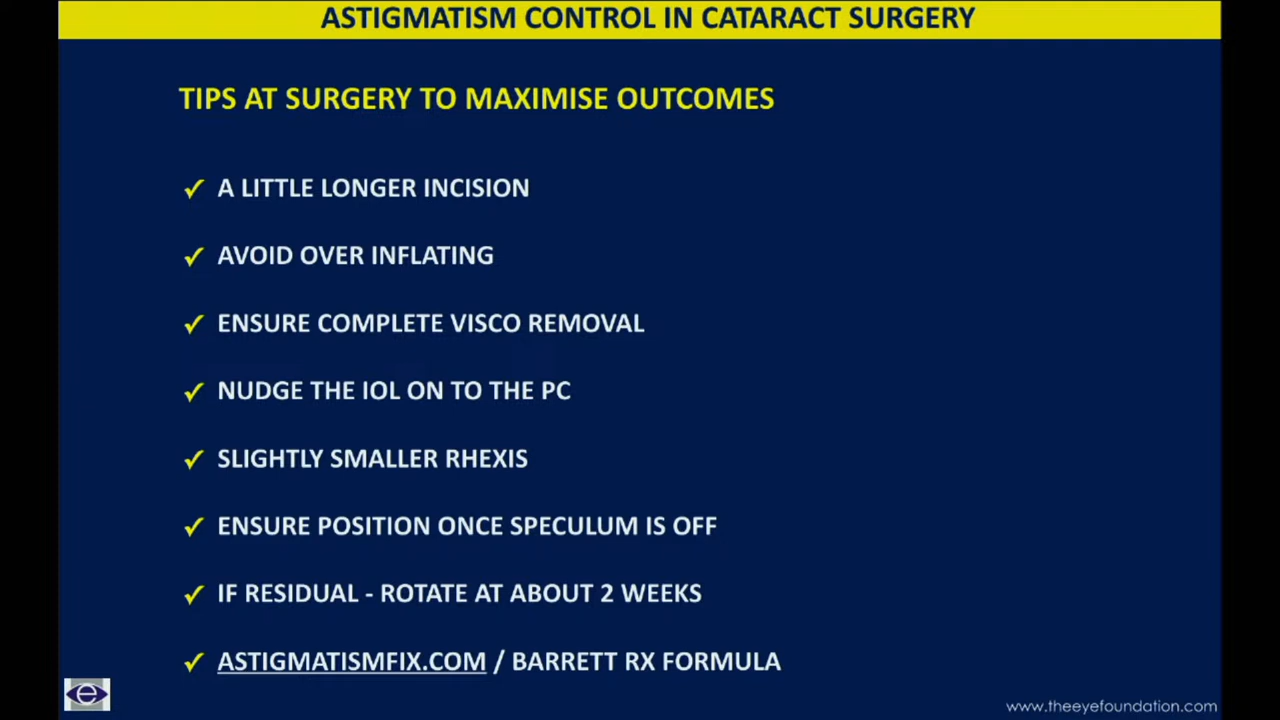 ASTIGMATISM CONTROL IN CATARACT SURGERY
TIPS AT SURGERY TO MAXIMISE OUTCOMES
✓ A LITTLE LONGER INCISION
✓ AVOID OVER INFLATING
✓ ENSURE COMPLETE VISCO REMOVAL
✓ NUDGE THE IOL ON TO THE PC
✓ SLIGHTLY SMALLER RHEXIS
✓ ENSURE POSITION ONCE SPECULUM IS OFF
✓ IF RESIDUAL - ROTATE AT ABOUT 2 WEEKS
✓ ASTIGMATISMFIX.COM / BARRETT RX FORMULA
e
www.theeyefoundation.com